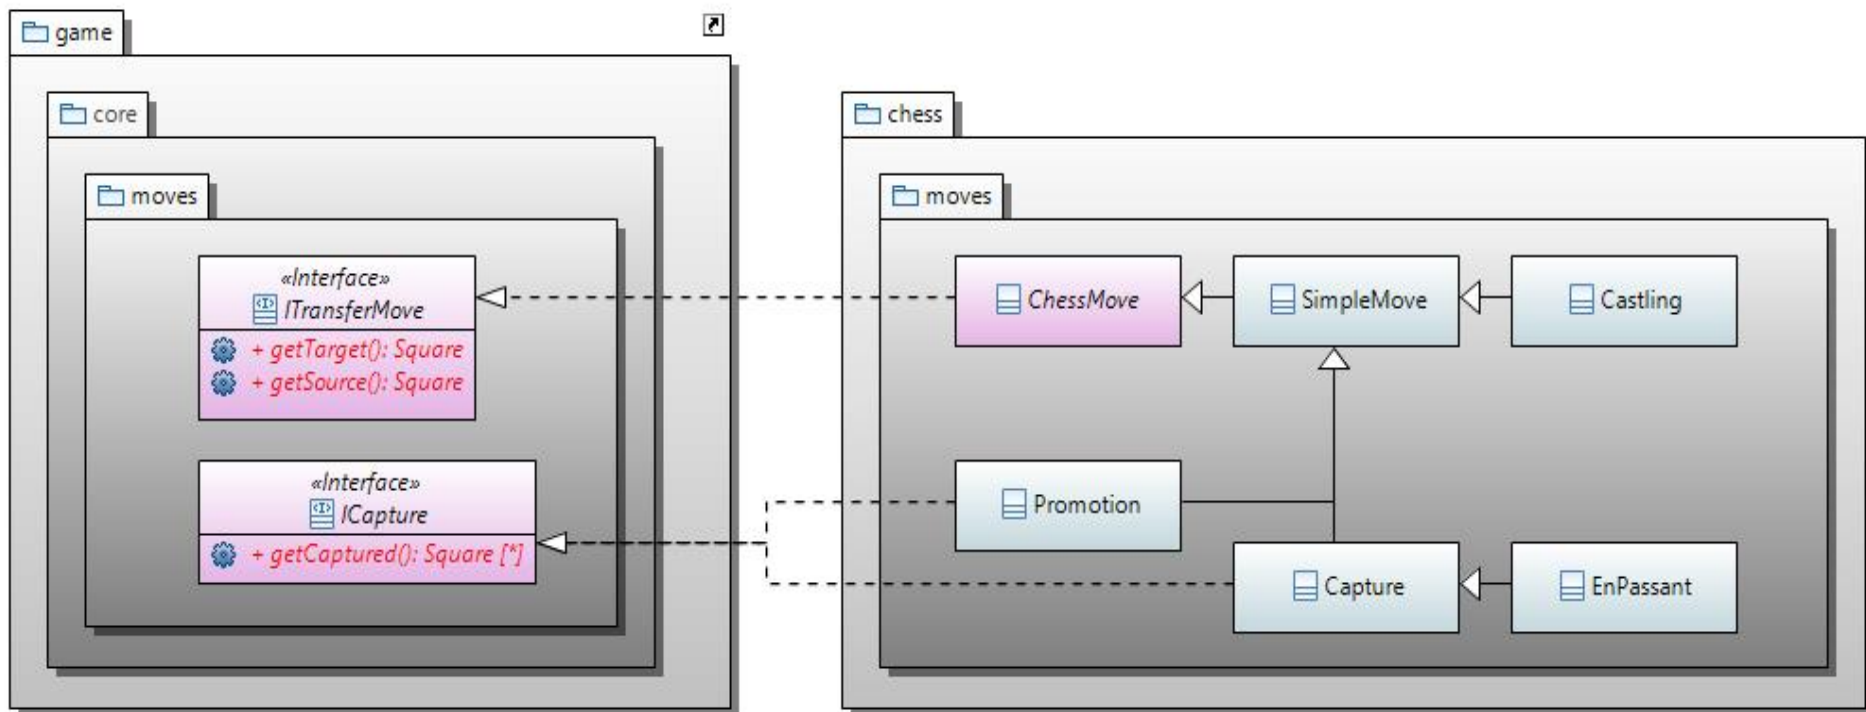 game
core
moves
«Interface»
ITransferMove
+ getTarget(): Square
+ getSource(): Square
«Interface»
ICapture
+ getCaptured(): Square [*]
chess
moves
ChessMove
SimpleMove
Castling
Promotion
Capture
EnPassant